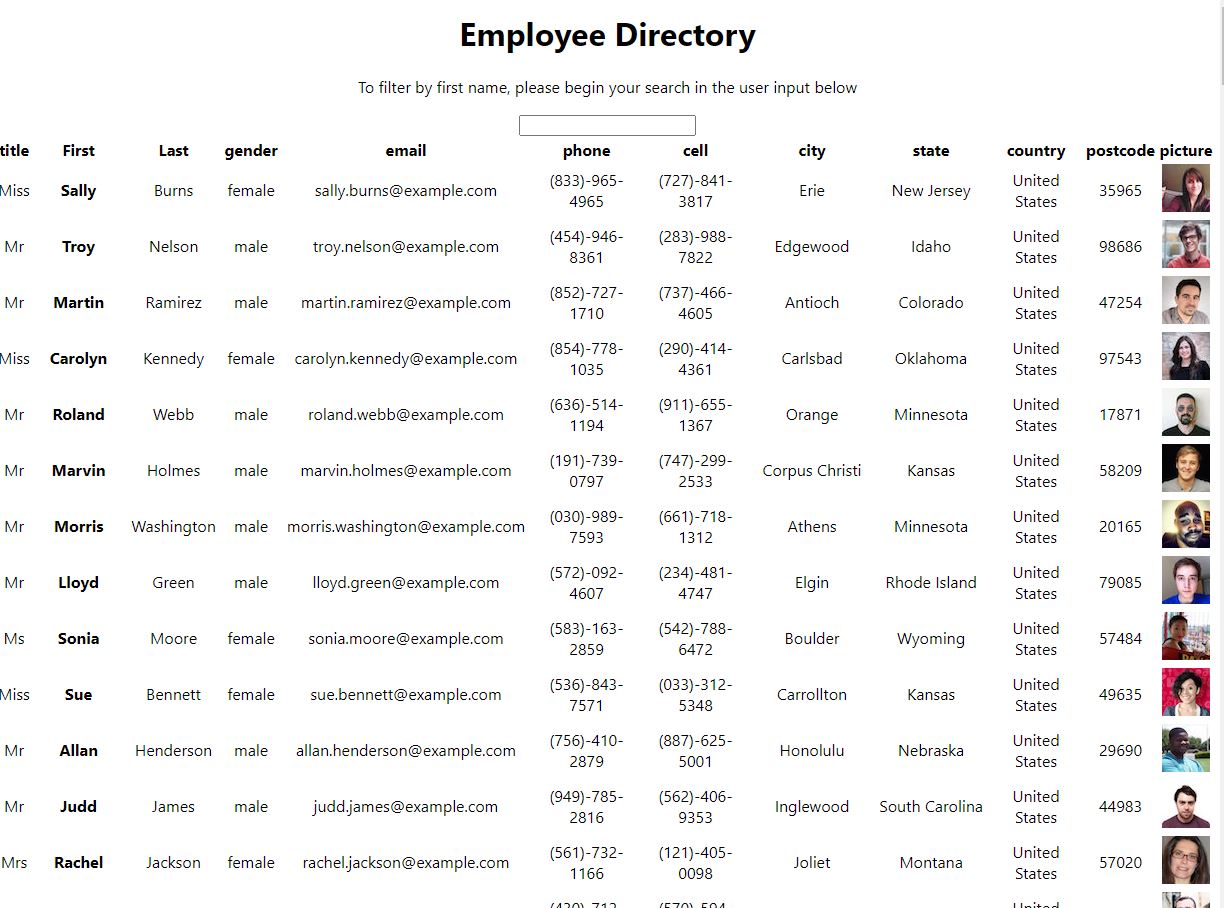 Employee Directory
To filter by first name, please begin your search in the user input below
title First Last gender email phone cell city state country postcode picture
Miss Sally Burns female sally.burns@example.com (833)-965-4965 (727)-841-3817 Erie New Jersey United States 35965
Mr Troy Nelson male troy.nelson@example.com (454)-946-8361 (283)-988-7822 Edgewood Idaho United States 98686
Mr Martin Ramirez male martin.ramirez@example.com (852)-727-1710 (737)-466-4605 Antioch Colorado United States 47254
Miss Carolyn Kennedy female carolyn.kennedy@example.com (854)-778-1035 (290)-414-4361 Carlsbad Oklahoma United States 97543
Mr Roland Webb male roland.webb@example.com (636)-514-1194 (911)-655-1367 Orange Minnesota United States 17871
Mr Marvin Holmes male marvin.holmes@example.com (191)-739-0797 (747)-299-2533 Corpus Christi Kansas United States 58209
Mr Morris Washington male morris.washington@example.com (030)-989-7593 (661)-718-1312 Athens Minnesota United States 20165
Mr Lloyd Green male lloyd.green@example.com (572)-092-4607 (234)-481-4747 Elgin Rhode Island United States 79085
Ms Sonia Moore female sonia.moore@example.com (583)-163-2859 (542)-788-6472 Boulder Wyoming United States 57484
Miss Sue Bennett female sue.bennett@example.com (536)-843-7571 (033)-312-5348 Carrollton Kansas United States 49635
Mr Allan Henderson male allan.henderson@example.com (756)-410-2879 (887)-625-5001 Honolulu Nebraska United States 29690
Mr Judd James male judd.james@example.com (949)-785-2816 (562)-406-9353 Inglewood South Carolina United States 44983
Mrs Rachel Jackson female rachel.jackson@example.com (561)-732-1166 (121)-405-0098 Joliet Montana United States 57020
United